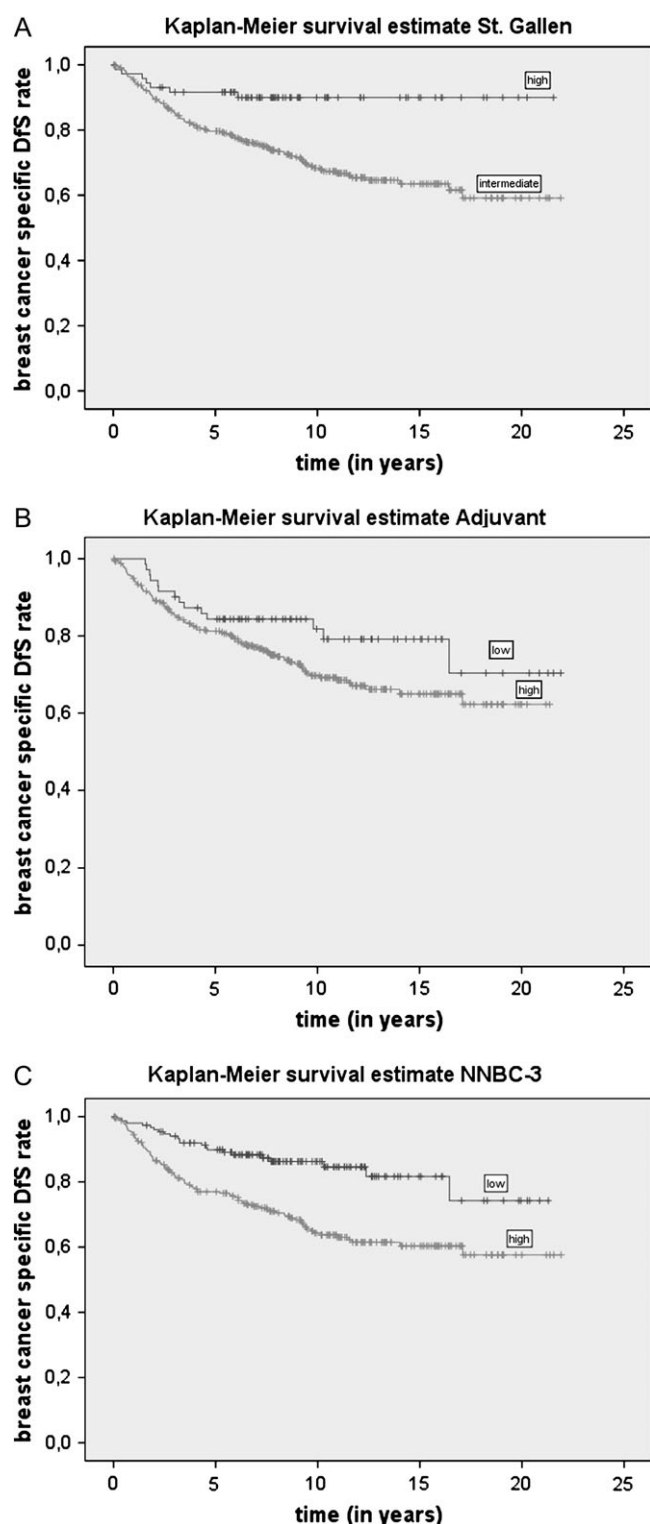 A
Kaplan-Meier survival estimate St. Gallen
breast cancer specific DfS rate
1,0
0,8
0,6
0,4
0,2
0,0
high
intermediate
0 5 10 15 20 25
time (in years)
B
Kaplan-Meier survival estimate Adjuvant
breast cancer specific DfS rate
1,0
0,8
0,6
0,4
0,2
0,0
low
high
0 5 10 15 20 25
time (in years)
C
Kaplan-Meier survival estimate NNBC-3
breast cancer specific DfS rate
1,0
0,8
0,6
0,4
0,2
0,0
low
high
0 5 10 15 20 25
time (in years)